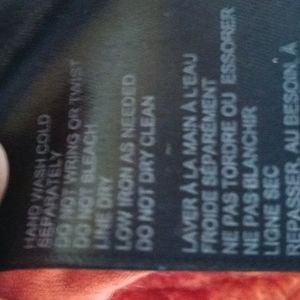 HAND WASH COLD
SEPARATELY
DO NOT WRING OR TWIST
DO NOT BLEACH
LINE DRY
LOW IRON AS NEEDED
DO NOT DRY CLEAN
LAVER À LA MAIN À L'EAU
FROIDE SÉPARÉMENT
NE PAS TORDRE OU ESSORER
NE PAS BLANCHIR
LIGNE SEC
REPASSER AU BESOIN À